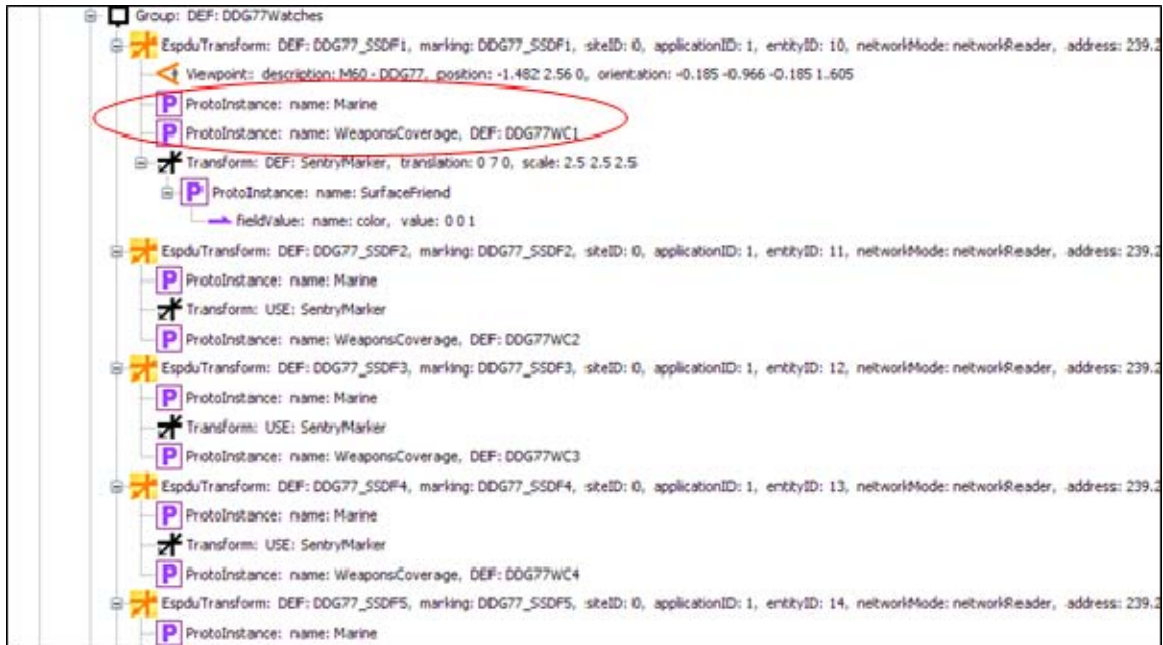 Group: DEF: DDG77Watches
EspduTransform: DEF: DDG77_SSDF1, marking: DDG77_SSDF1, siteID: 0, applicationID: 1, entityID: 10, networkMode: networkReader, address: 239.2
Viewpoint: description: M60 - DDG77, position: -1.482 2.56 0, orientation: -0.185 -0.966 -0.185 1.605
ProtoInstance: name: Marine
ProtoInstance: name: WeaponsCoverage, DEF: DDG77WC1
Transform: DEF: SentryMarker, translation: 0 7 0, scale: 2.5 2.5 2.5
ProtoInstance: name: SurfaceFriend
fieldValue: name: color, value: 0 0 1
EspduTransform: DEF: DDG77_SSDF2, marking: DDG77_SSDF2, siteID: 0, applicationID: 1, entityID: 11, networkMode: networkReader, address: 239.2
ProtoInstance: name: Marine
Transform: USE: SentryMarker
ProtoInstance: name: WeaponsCoverage, DEF: DDG77WC2
EspduTransform: DEF: DDG77_SSDF3, marking: DDG77_SSDF3, siteID: 0, applicationID: 1, entityID: 12, networkMode: networkReader, address: 239.2
ProtoInstance: name: Marine
Transform: USE: SentryMarker
ProtoInstance: name: WeaponsCoverage, DEF: DDG77WC3
EspduTransform: DEF: DDG77_SSDF4, marking: DDG77_SSDF4, siteID: 0, applicationID: 1, entityID: 13, networkMode: networkReader, address: 239.2
ProtoInstance: name: Marine
Transform: USE: SentryMarker
ProtoInstance: name: WeaponsCoverage, DEF: DDG77WC4
EspduTransform: DEF: DDG77_SSDF5, marking: DDG77_SSDF5, siteID: 0, applicationID: 1, entityID: 14, networkMode: networkReader, address: 239.2
ProtoInstance: name: Marine